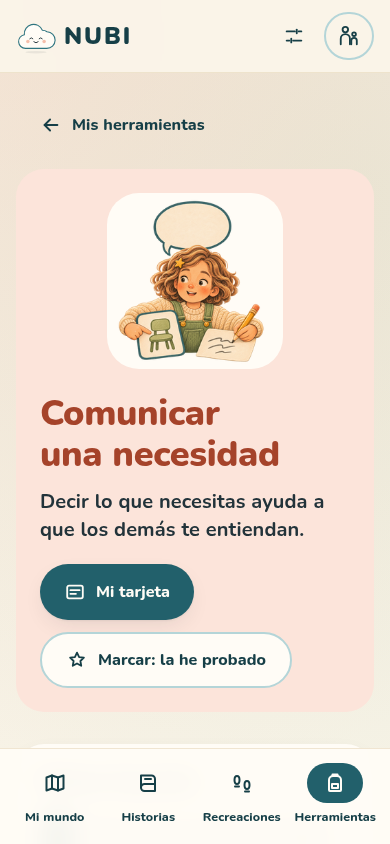 NUBI
Mis herramientas
Comunicar
una necesidad
Decir lo que necesitas ayuda a
que los demás te entiendan.
Mi tarjeta
Marcar: la he probado
Mi mundo
Historias
Recreaciones
Herramientas